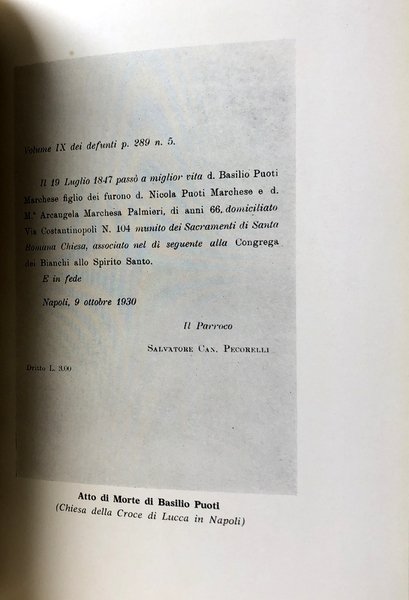 Volume IX dei defunti p. 289 n. 5.
Il 19 Luglio 1847 passò a miglior vita d. Basilio Puoti
Marchese figlio dei furono d. Nicola Puoti Marchese e d.
M.ª Arcangela Marchesa Palmieri, di anni 66, domiciliato
Via Costantinopoli N. 104 munito dei Sacramenti di Santa
Romana Chiesa, associato nel dì seguente alla Congrega
dei Bianchi allo Spirito Santo.
E in fede
Napoli, 9 ottobre 1930
Il Parroco
SALVATORE CAN. PECORELLI
Dritto L. 3.00
Atto di Morte di Basilio Puoti
(Chiesa della Croce di Lucca in Napoli)